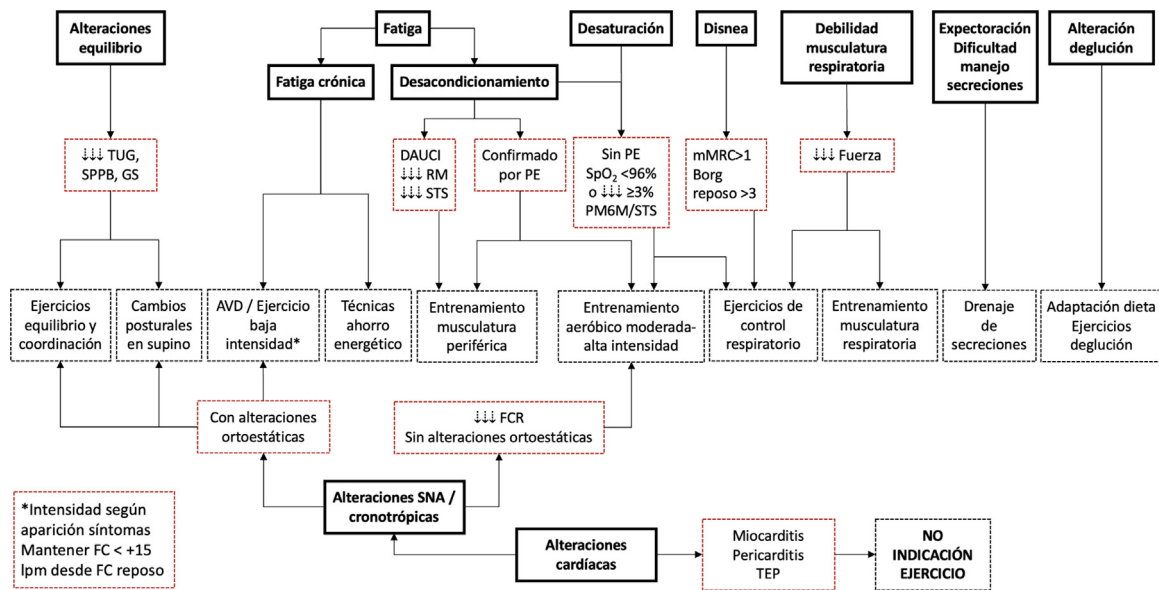 Alteraciones
equilibrio
Fatiga
Desaturación
Disnea
Debilidad
musculatura
respiratoria
Expectoración
Dificultad
manejo
secreciones
Alteración
deglución
Fatiga crónica
Desacondicionamiento
↓↓↓ TUG,
SPPB, GS
DAUCI
↓↓↓ RM
↓↓↓ STS
Confirmado
por PE
Sin PE
SpO₂ <96%
o ↓↓↓ ≥3%
PM6M/STS
mMRC>1
Borg
reposo >3
↓↓↓ Fuerza
Ejercicios
equilibrio y
coordinación
Cambios
posturales
en supino
AVD / Ejercicio
baja
intensidad*
Técnicas
ahorro
energético
Entrenamiento
musculatura
periférica
Entrenamiento
aeróbico moderada-
alta intensidad
Ejercicios de
control
respiratorio
Entrenamiento
musculatura
respiratoria
Drenaje
de
secreciones
Adaptación dieta
Ejercicios
deglución
Con alteraciones
ortoestáticas
↓↓↓ FCR
Sin alteraciones ortoestáticas
*Intensidad según
aparición síntomas
Mantener FC < +15
lpm desde FC reposo
Alteraciones SNA /
cronotrópicas
Alteraciones
cardíacas
Miocarditis
Pericarditis
TEP
NO
INDICACIÓN
EJERCICIO